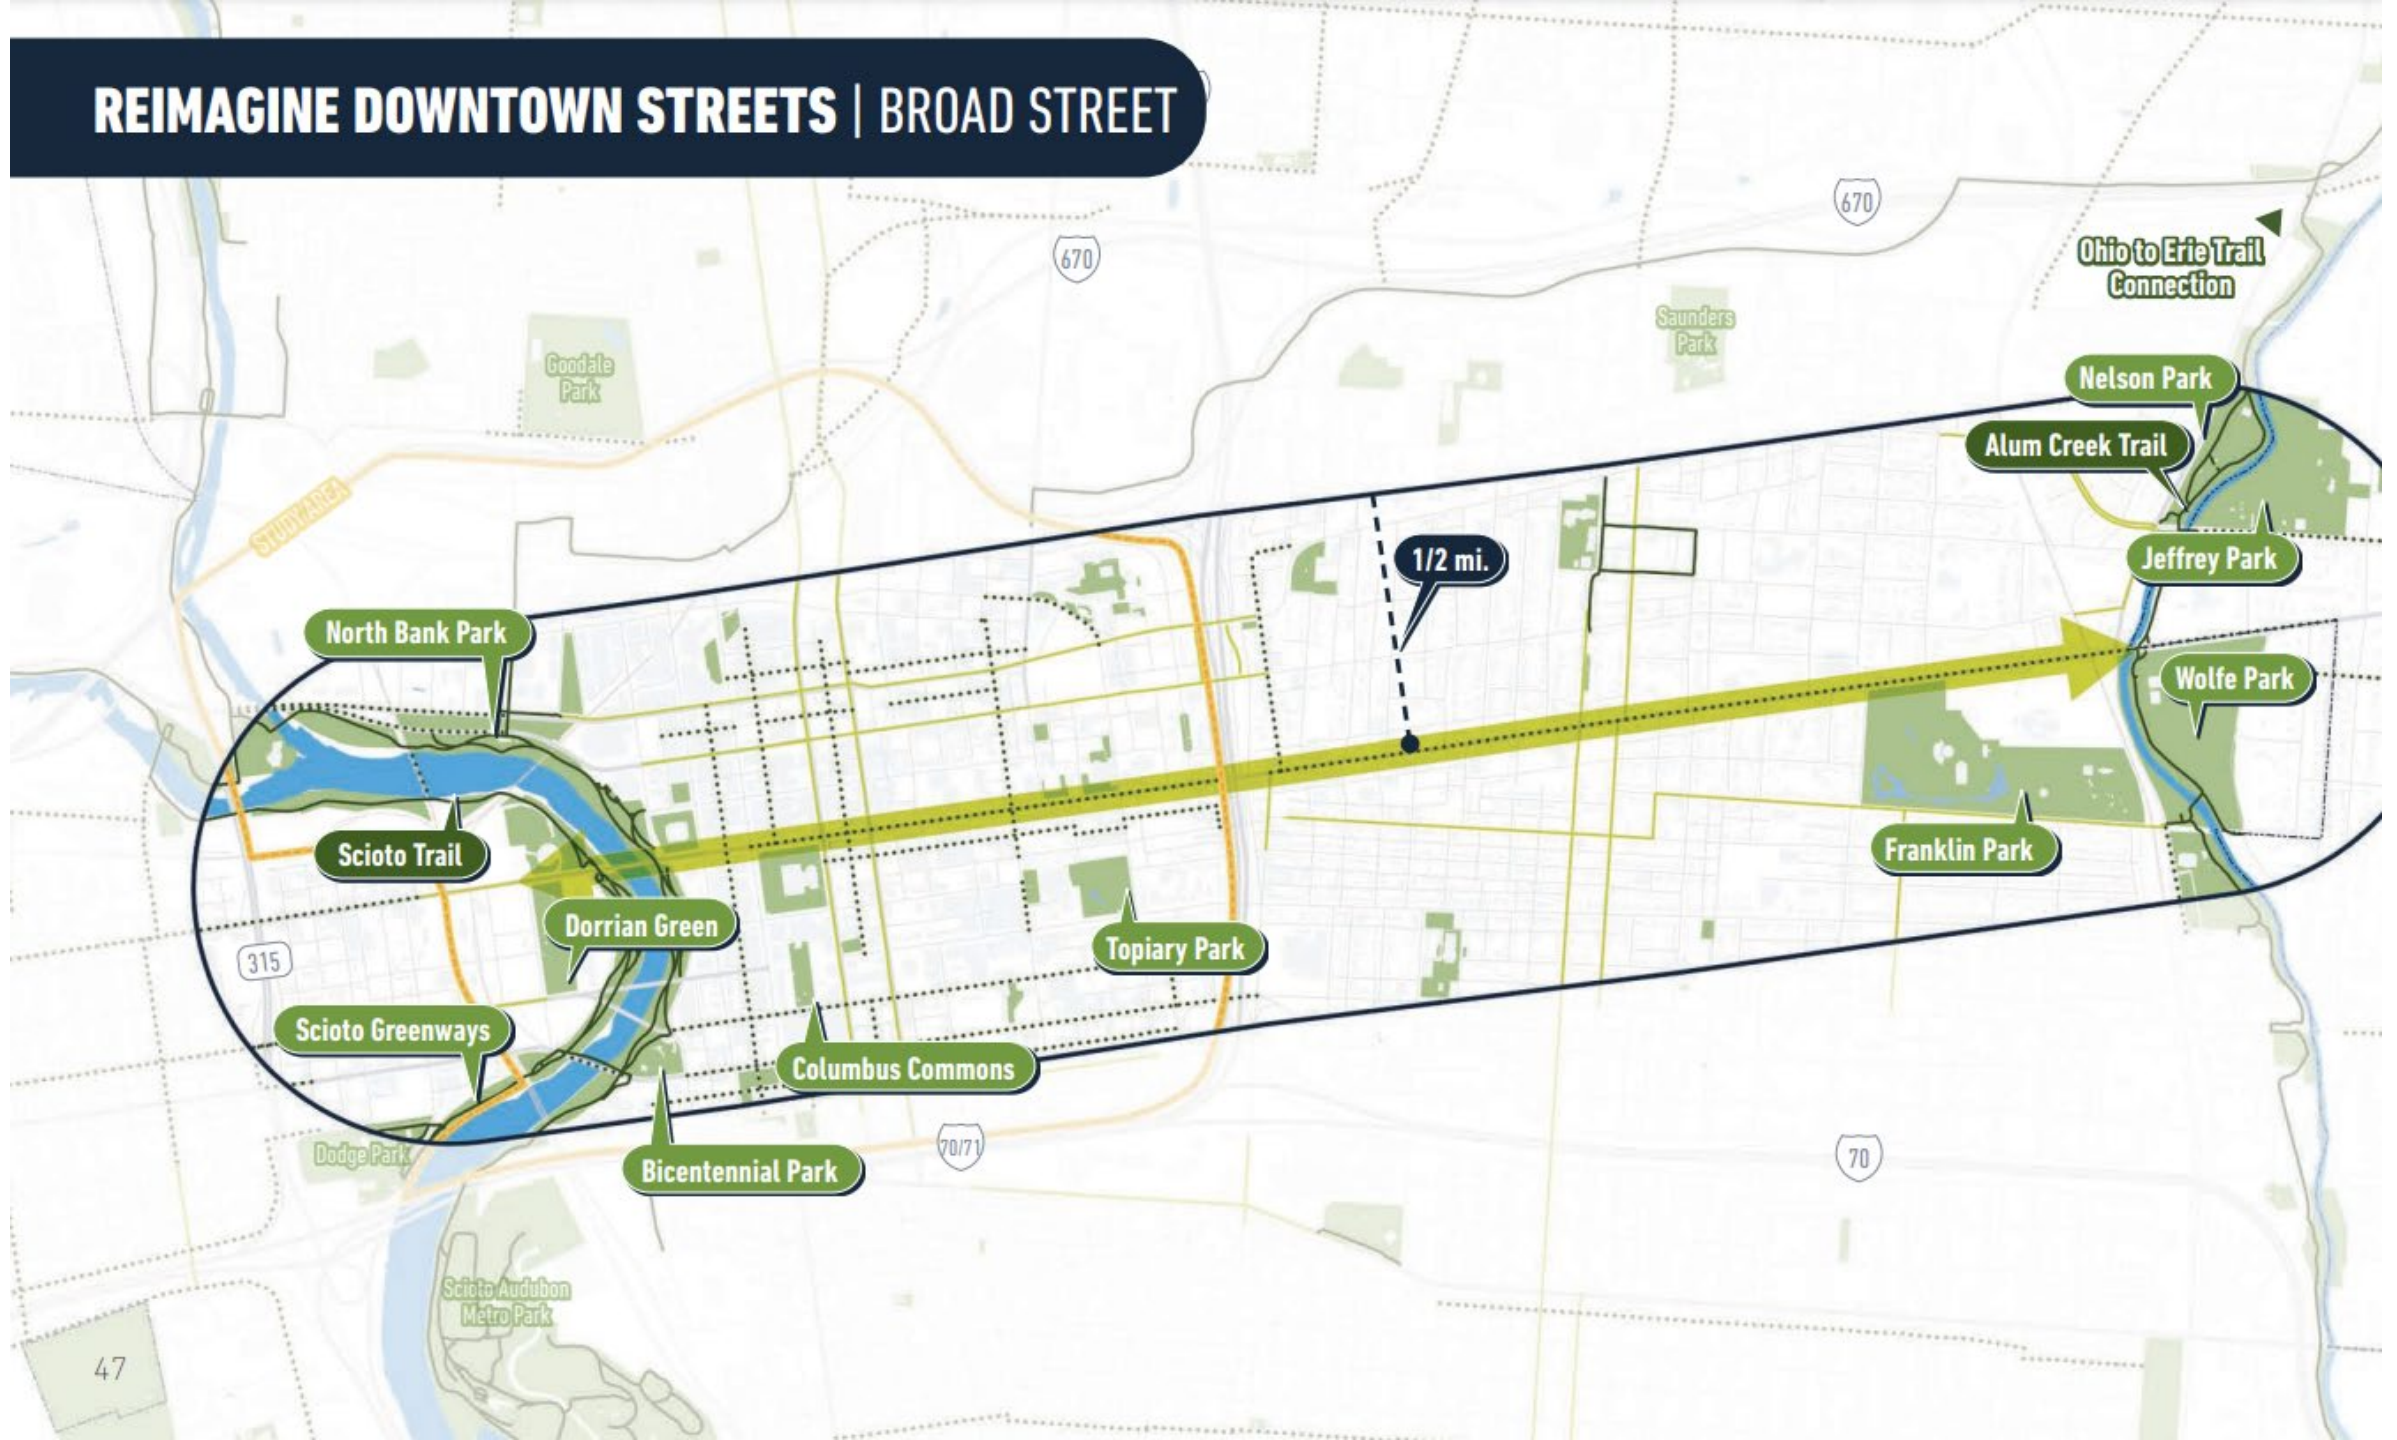 REIMAGINE DOWNTOWN STREETS | BROAD STREET
670
670
Ohio to Erie Trail
Connection
Saunders
Park
Goodale
Park
Nelson Park
Alum Creek Trail
STUDY AREA
1/2 mi.
Jeffrey Park
North Bank Park
Wolfe Park
Scioto Trail
Franklin Park
Dorrian Green
Topiary Park
315
Scioto Greenways
Columbus Commons
Dodge Park
70/71
70
Bicentennial Park
Scioto Audubon
Metro Park
47